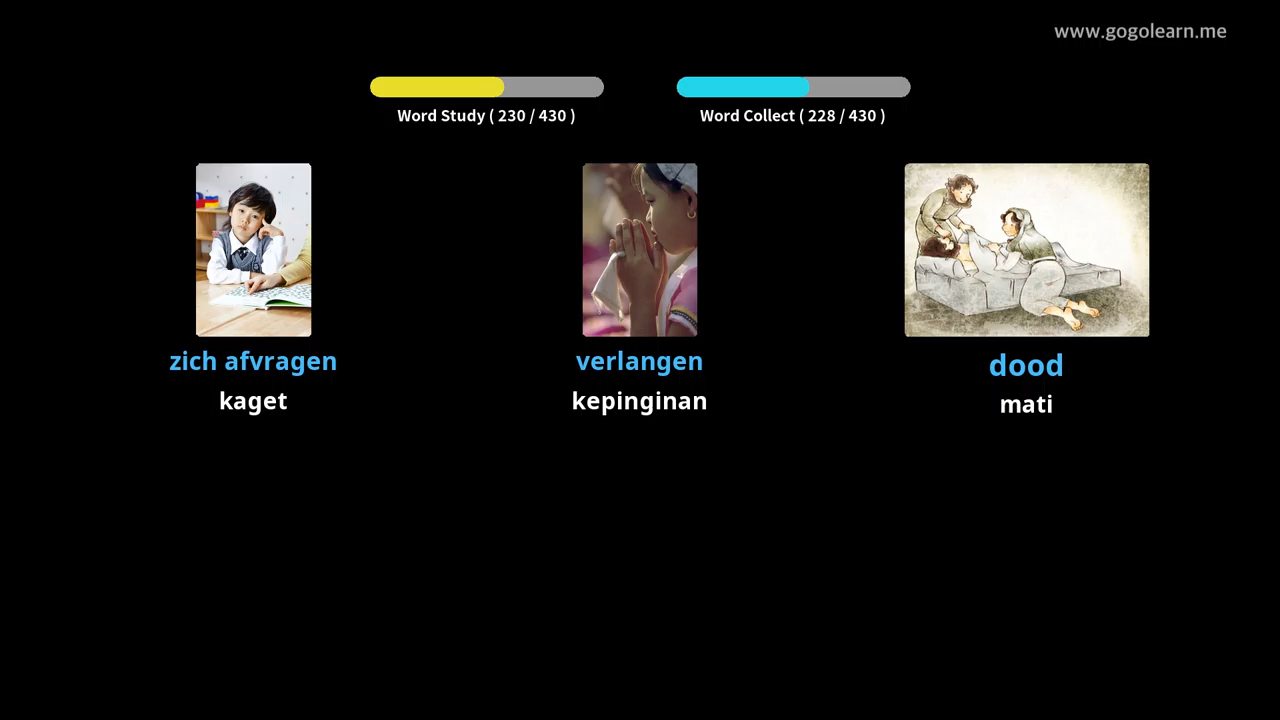 www.gogolearn.me
Word Study ( 230 / 430 )
Word Collect ( 228 / 430 )
zich afvragen
kaget
verlangen
kepinginan
dood
mati